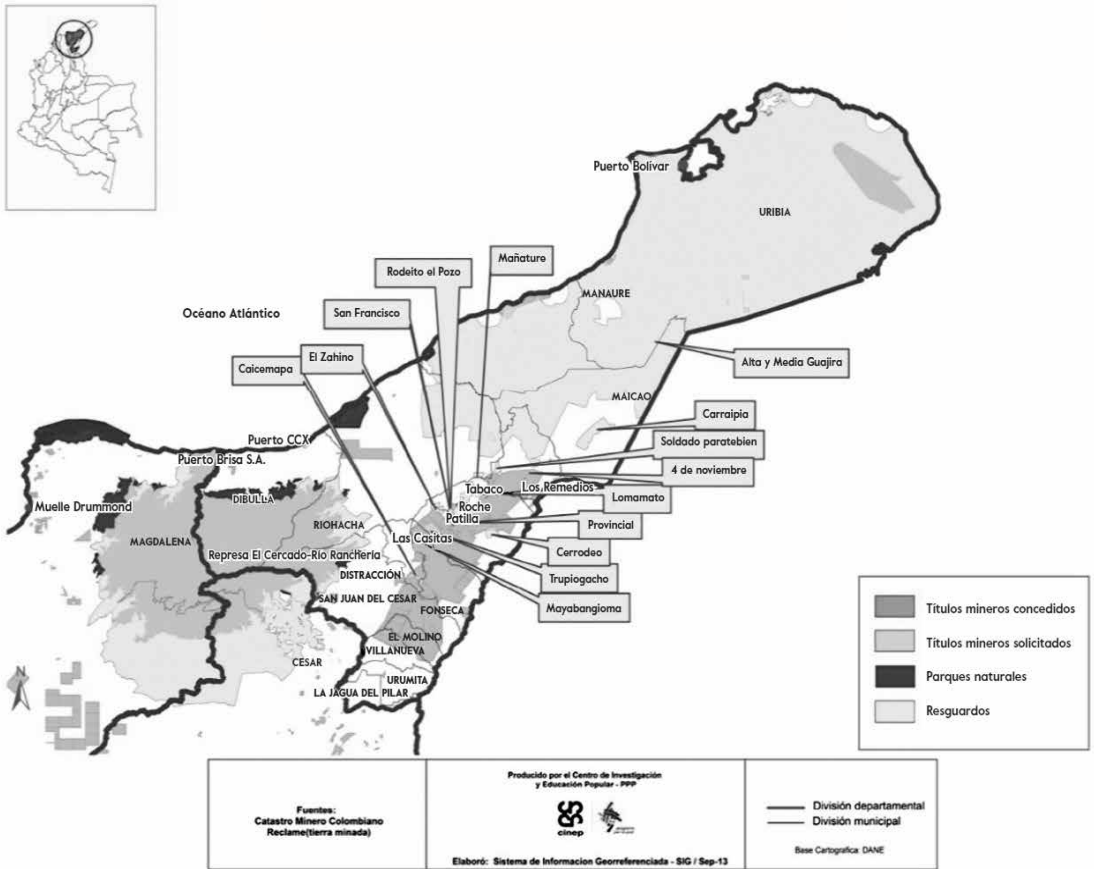 Puerto Bolívar
URIBIA
Mañature
Rodeito el Pozo
MANAURE
San Francisco
Océano Atlántico
El Zahino
Caicemapa
Alta y Media Guajira
MAICAO
Carraipia
Puerto CCX
Soldado paratebien
Puerto Brisa S.A.
4 de noviembre
Tabaco
Los Remedios
DIBULLA
Lomamato
Muelle Drummond
Roche
Patilla
Provincial
RIOHACHA
Las Casitas
MAGDALENA
Cerrodeo
Represa El Cercado-Río Ranchería
DISTRACCIÓN
Trupiogacho
SAN JUAN DEL CESAR
FONSECA
Mayabangioma
EL MOLINO
VILLANUEVA
CESAR
URUMITA
LA JAGUA DEL PILAR
N
Títulos mineros concedidos
Títulos mineros solicitados
Parques naturales
Resguardos
Fuentes:
Catastro Minero Colombiano
Reclame(tierra minada)
Producido por el Centro de Investigación
y Educación Popular - PPP
cinep
Elaboró: Sistema de Informacion Georreferenciada - SIG / Sep-13
División departamental
División municipal
Base Cartografica: DANE